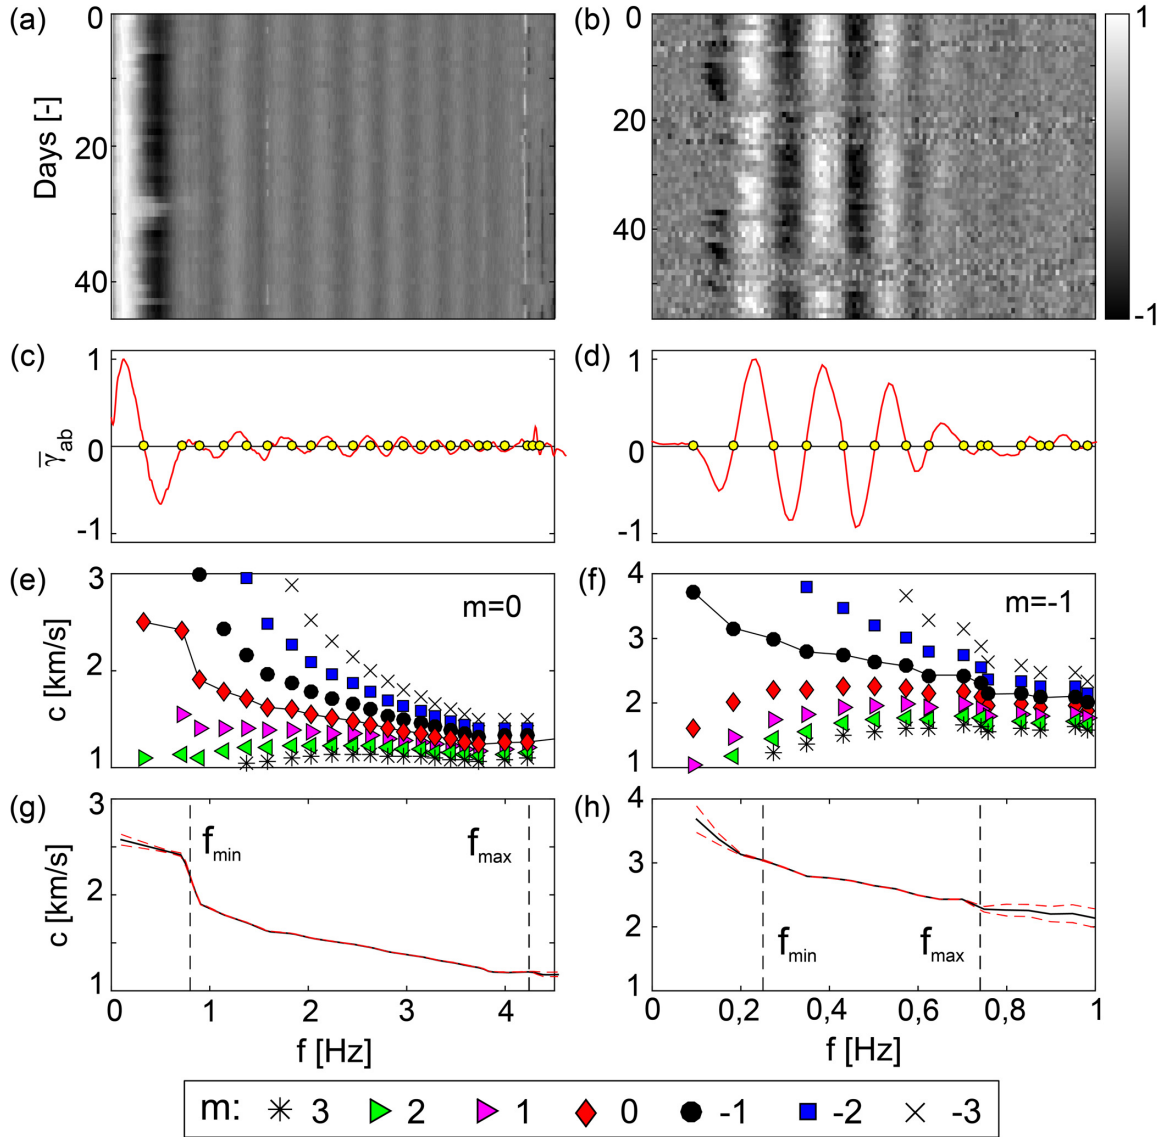 (a)
0
20
40
Days [-]
(b)
0
20
40
1
-1
(c)
1
0
-1
γ̅ab
(d)
1
0
-1
(e)
3
2
1
c [km/s]
m=0
(f)
4
3
2
1
m=-1
(g)
3
2
1
c [km/s]
fmin
fmax
0 1 2 3 4
f [Hz]
(h)
4
3
2
1
fmin
fmax
0 0,2 0,4 0,6 0,8 1
f [Hz]
m: 3 2 1 0 -1 -2 -3